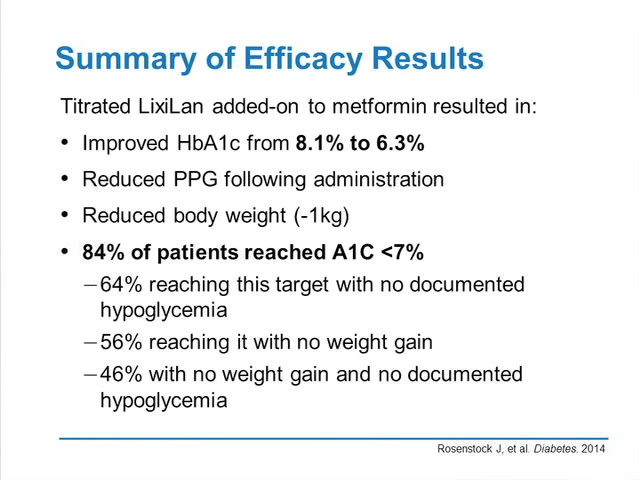 Summary of Efficacy Results
Titrated LixiLan added-on to metformin resulted in:
• Improved HbA1c from 8.1% to 6.3%
• Reduced PPG following administration
• Reduced body weight (-1kg)
• 84% of patients reached A1C <7%
–64% reaching this target with no documented
hypoglycemia
–56% reaching it with no weight gain
–46% with no weight gain and no documented
hypoglycemia
Rosenstock J, et al. Diabetes. 2014